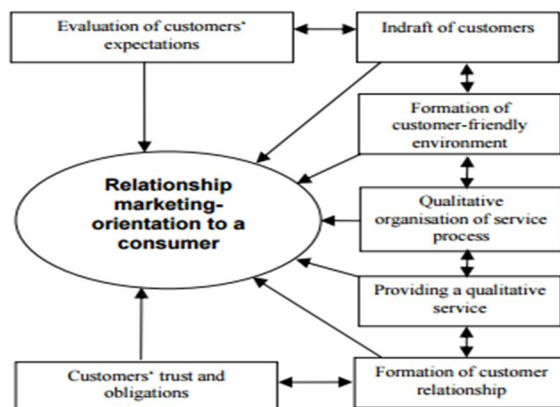 Evaluation of customers‘
expectations
Indraft of customers
Formation of
customer-friendly
environment
Relationship
marketing-
orientation to a
consumer
Qualitative
organisation of service
process
Providing a qualitative
service
Customers‘ trust and
obligations
Formation of customer
relationship